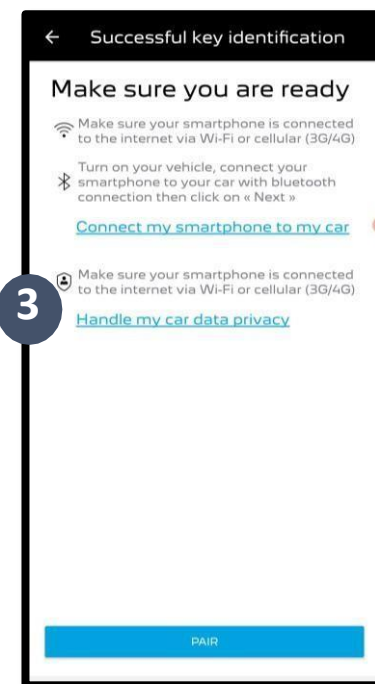 Successful key identification
Make sure you are ready
Make sure your smartphone is connected
to the internet via Wi-Fi or cellular (3G/4G)
Turn on your vehicle, connect your
smartphone to your car with bluetooth
connection then click on « Next »
Connect my smartphone to my car
Make sure your smartphone is connected
to the internet via Wi-Fi or cellular (3G/4G)
3
Handle my car data privacy
PAIR